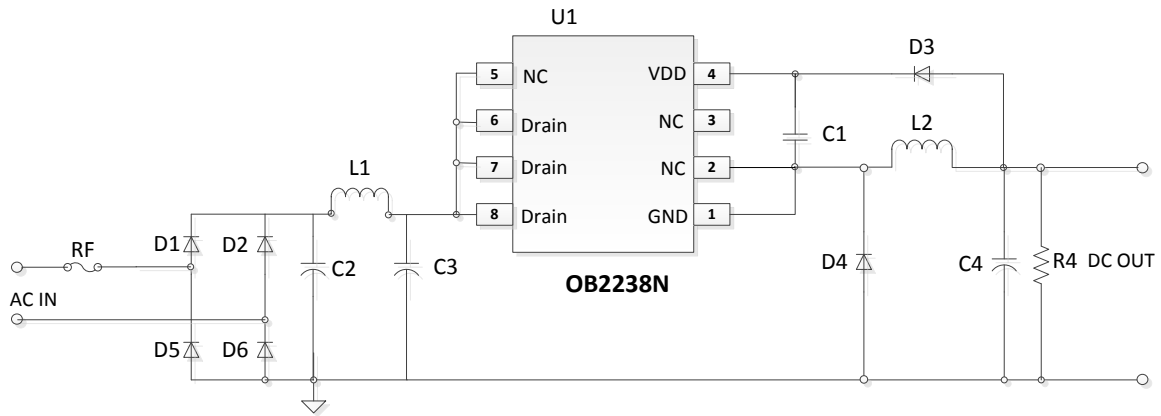 U1
5 NC VDD 4 D3
6 Drain NC 3 C1 L2
7 Drain NC 2
L1
8 Drain GND 1
RF D1 D2 C2 C3 D4 C4 R4 DC OUT
OB2238N
AC IN
D5 D6